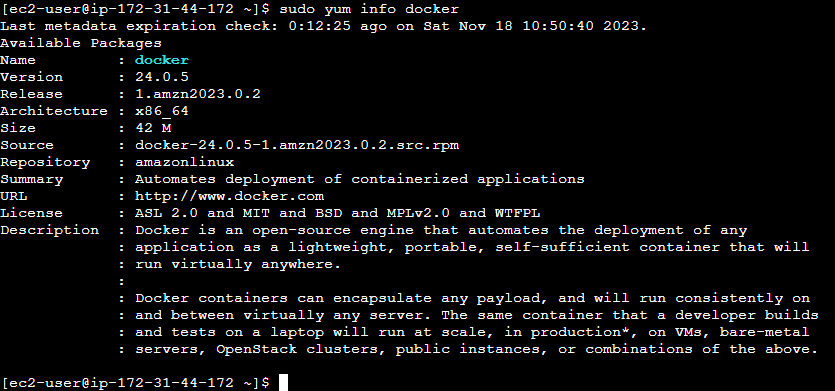 [ec2-user@ip-172-31-44-172 ~]$ sudo yum info docker
Last metadata expiration check: 0:12:25 ago on Sat Nov 18 10:50:40 2023.
Available Packages
Name         : docker
Version      : 24.0.5
Release      : 1.amzn2023.0.2
Architecture : x86_64
Size         : 42 M
Source       : docker-24.0.5-1.amzn2023.0.2.src.rpm
Repository   : amazonlinux
Summary      : Automates deployment of containerized applications
URL          : http://www.docker.com
License      : ASL 2.0 and MIT and BSD and MPLv2.0 and WTFPL
Description  : Docker is an open-source engine that automates the deployment of any
             : application as a lightweight, portable, self-sufficient container that will
             : run virtually anywhere.
             :
             : Docker containers can encapsulate any payload, and will run consistently on
             : and between virtually any server. The same container that a developer builds
             : and tests on a laptop will run at scale, in production*, on VMs, bare-metal
             : servers, OpenStack clusters, public instances, or combinations of the above.
[ec2-user@ip-172-31-44-172 ~]$